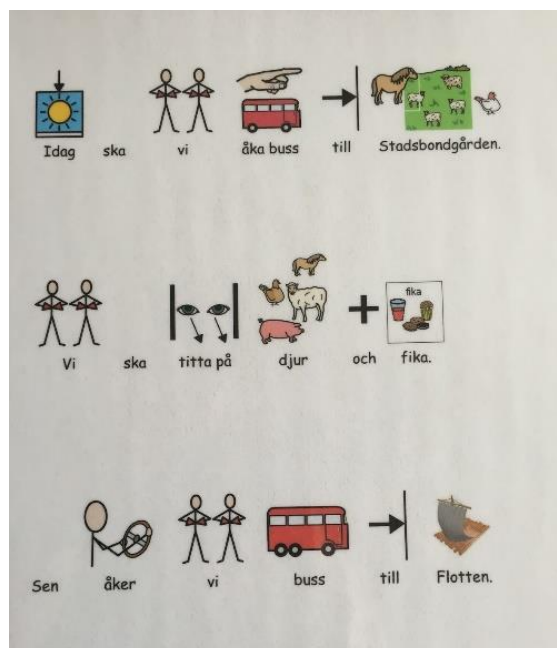 Idag ska vi åka buss till Stadsbondgården.
fika
Vi ska titta på djur och fika.
Sen åker vi buss till Flotten.